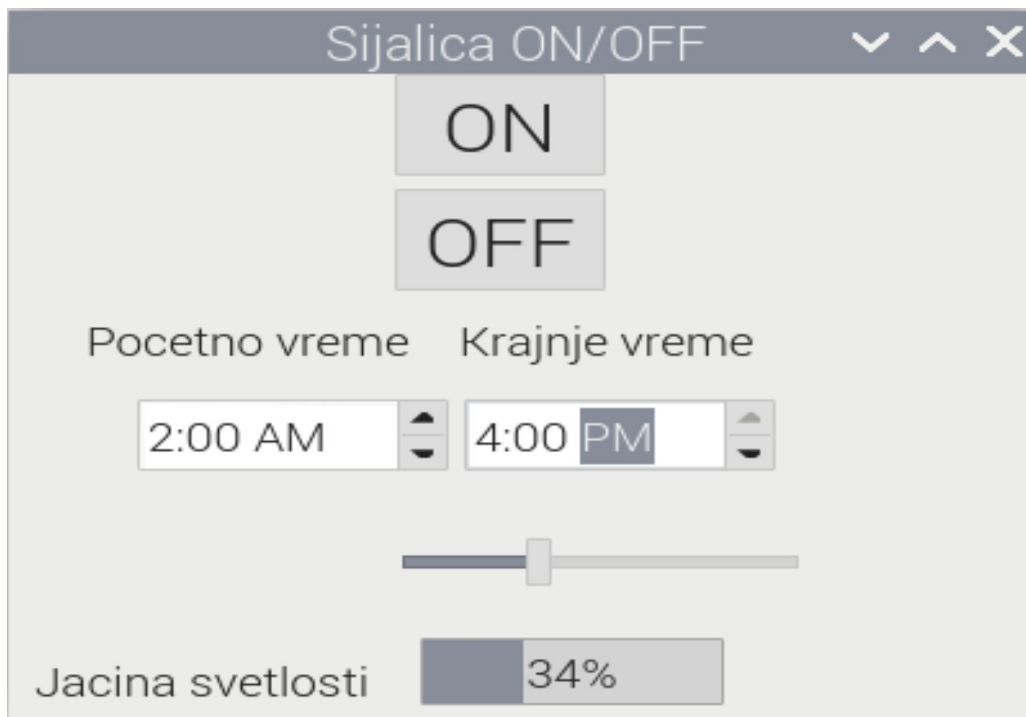 Sijalica ON/OFF
ON
OFF
Pocetno vreme Krajnje vreme
2:00 AM 4:00 PM
Jacina svetlosti 34%